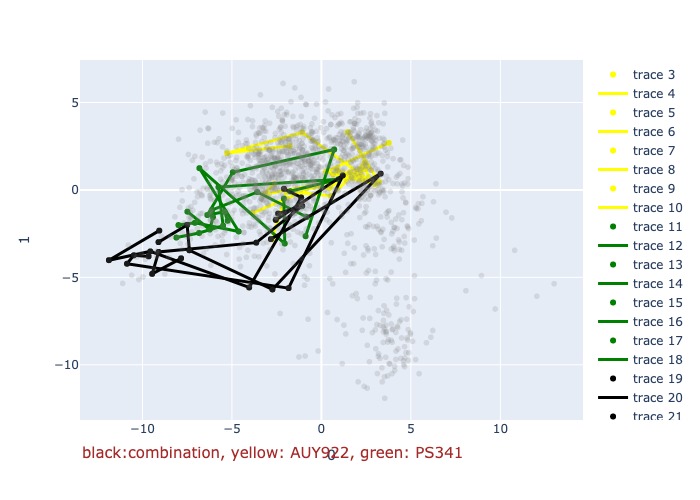 5
0
−5
−10
1
−10
−5
0
5
10
0
black:combination, yellow: AUY922, green: PS341
trace 3
trace 4
trace 5
trace 6
trace 7
trace 8
trace 9
trace 10
trace 11
trace 12
trace 13
trace 14
trace 15
trace 16
trace 17
trace 18
trace 19
trace 20
trace 21